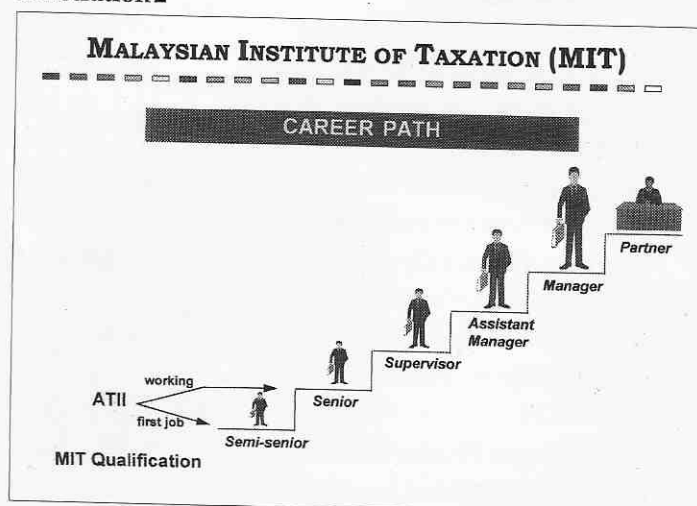 MALAYSIAN INSTITUTE OF TAXATION (MIT)
CAREER PATH
Partner
Manager
Assistant
Manager
Supervisor
working
Senior
ATII
first job
Semi-senior
MIT Qualification